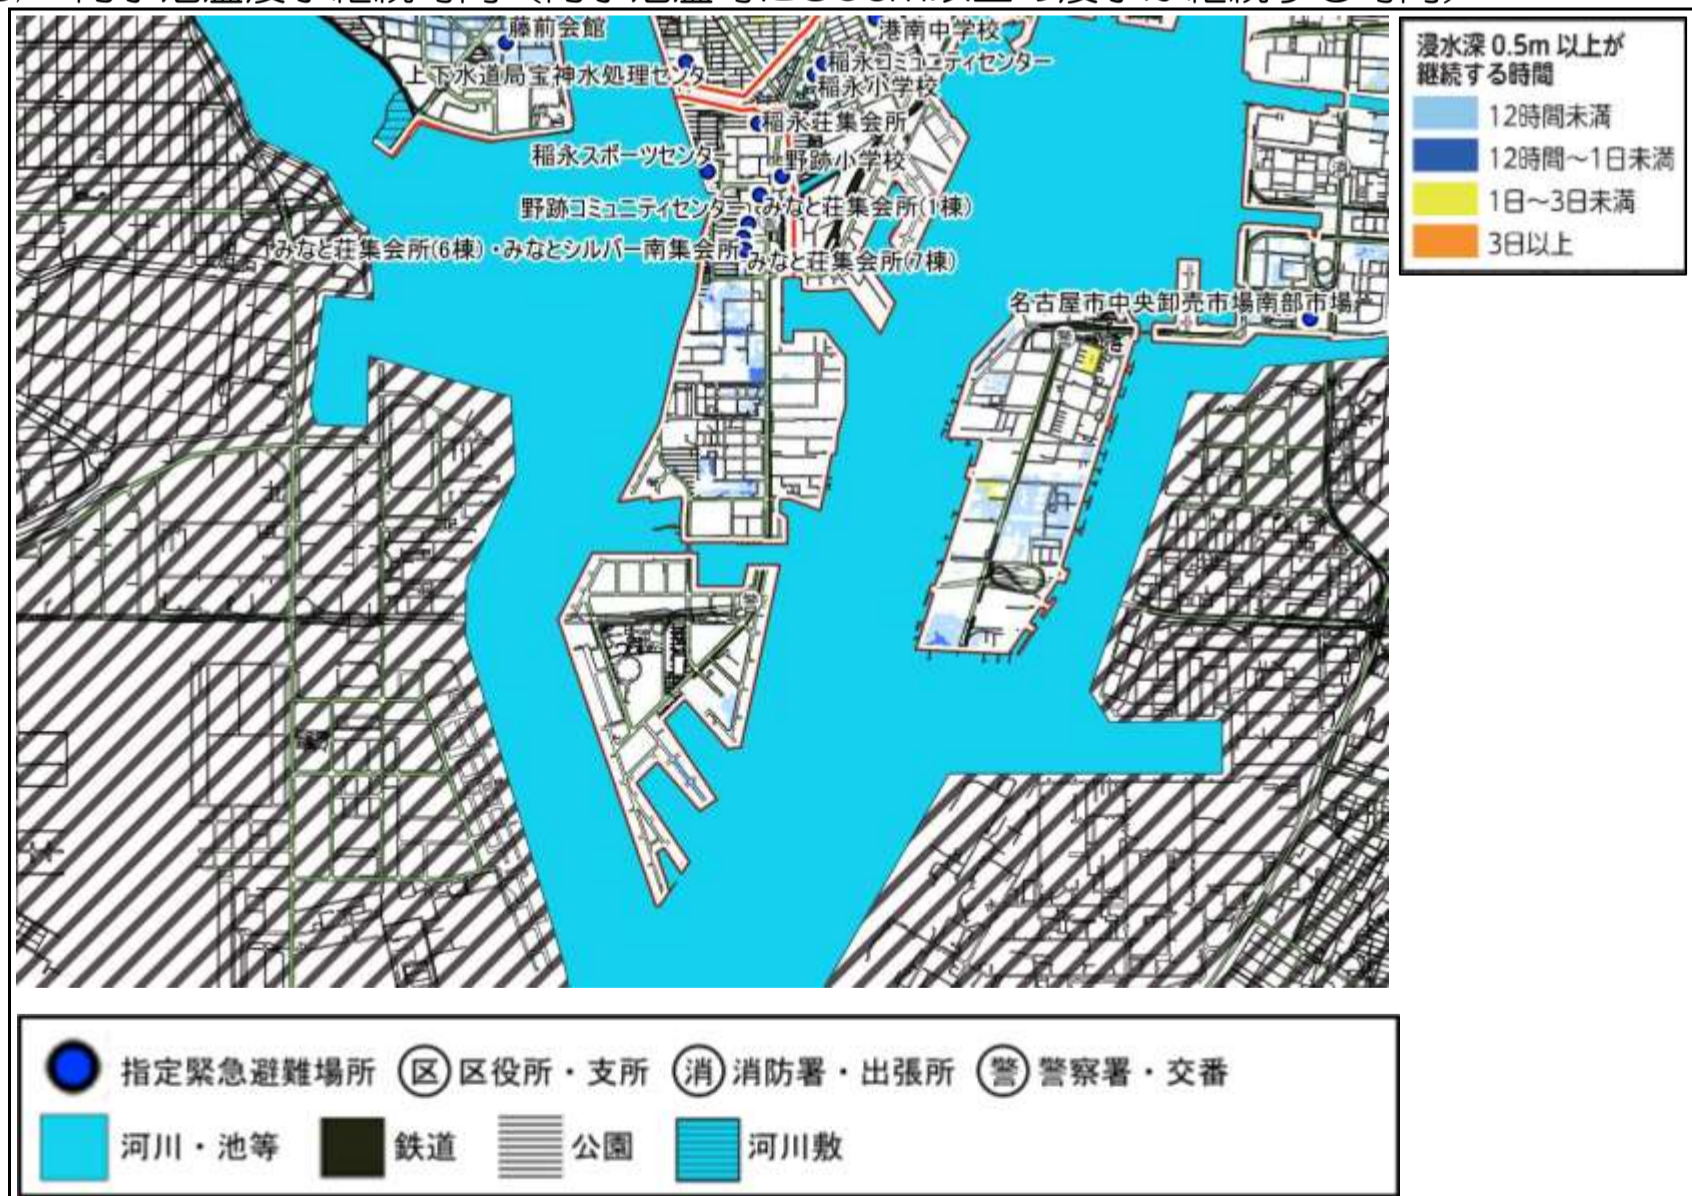 藤前会館
港南中学校
上下水道局宝神水処理センター
稲永コミュニティセンター
稲永小学校
稲永荘集会所
稲永スポーツセンター
野跡小学校
野跡コミュニティセンター
みなと荘集会所(1棟)
みなと荘集会所(6棟)・みなとシルバー南集会所
みなと荘集会所(7棟)
名古屋市中央卸売市場南部市場
浸水深 0.5m 以上が
継続する時間
12時間未満
12時間～1日未満
1日～3日未満
3日以上
指定緊急避難場所 区 区役所・支所 消 消防署・出張所 警 警察署・交番
河川・池等 鉄道 公園 河川敷